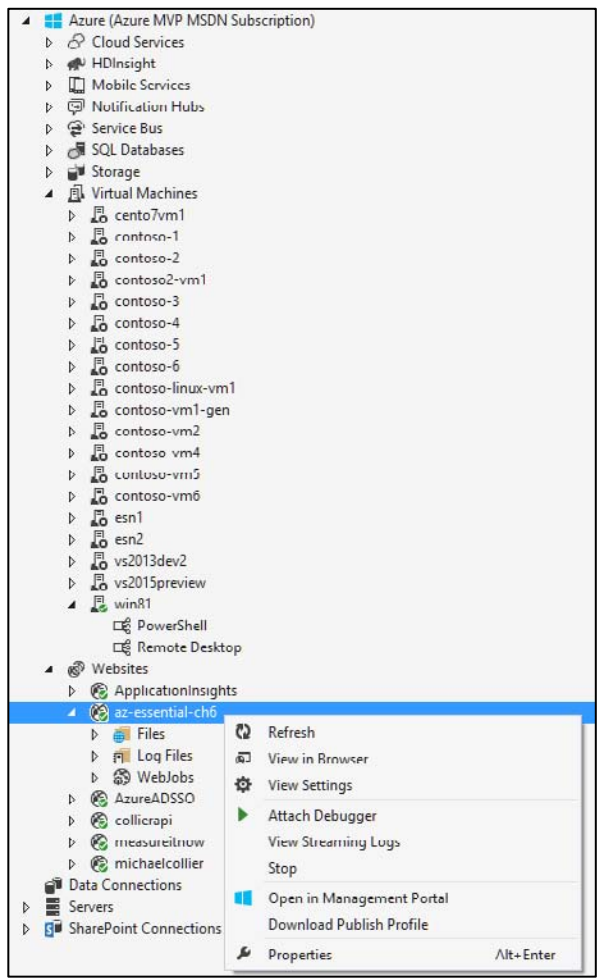 Azure (Azure MVP MSDN Subscription)
Cloud Services
HDInsight
Mobile Services
Notification Hubs
Service Bus
SQL Databases
Storage
Virtual Machines
cento7vm1
contoso-1
contoso-2
contoso2-vm1
contoso-3
contoso-4
contoso-5
contoso-6
contoso-linux-vm1
contoso-vm1-gen
contoso-vm2
contoso-vm4
contoso-vm5
contoso-vm6
esn1
esn2
vs2013dev2
vs2015preview
win81
PowerShell
Remote Desktop
Websites
ApplicationInsights
az-essential-ch6
Files
Log Files
WebJobs
AzureADSSO
collierapi
measureitnow
michaelcollier
Data Connections
Servers
SharePoint Connections
Refresh
View in Browser
View Settings
Attach Debugger
View Streaming Logs
Stop
Open in Management Portal
Download Publish Profile
Properties Alt+Enter